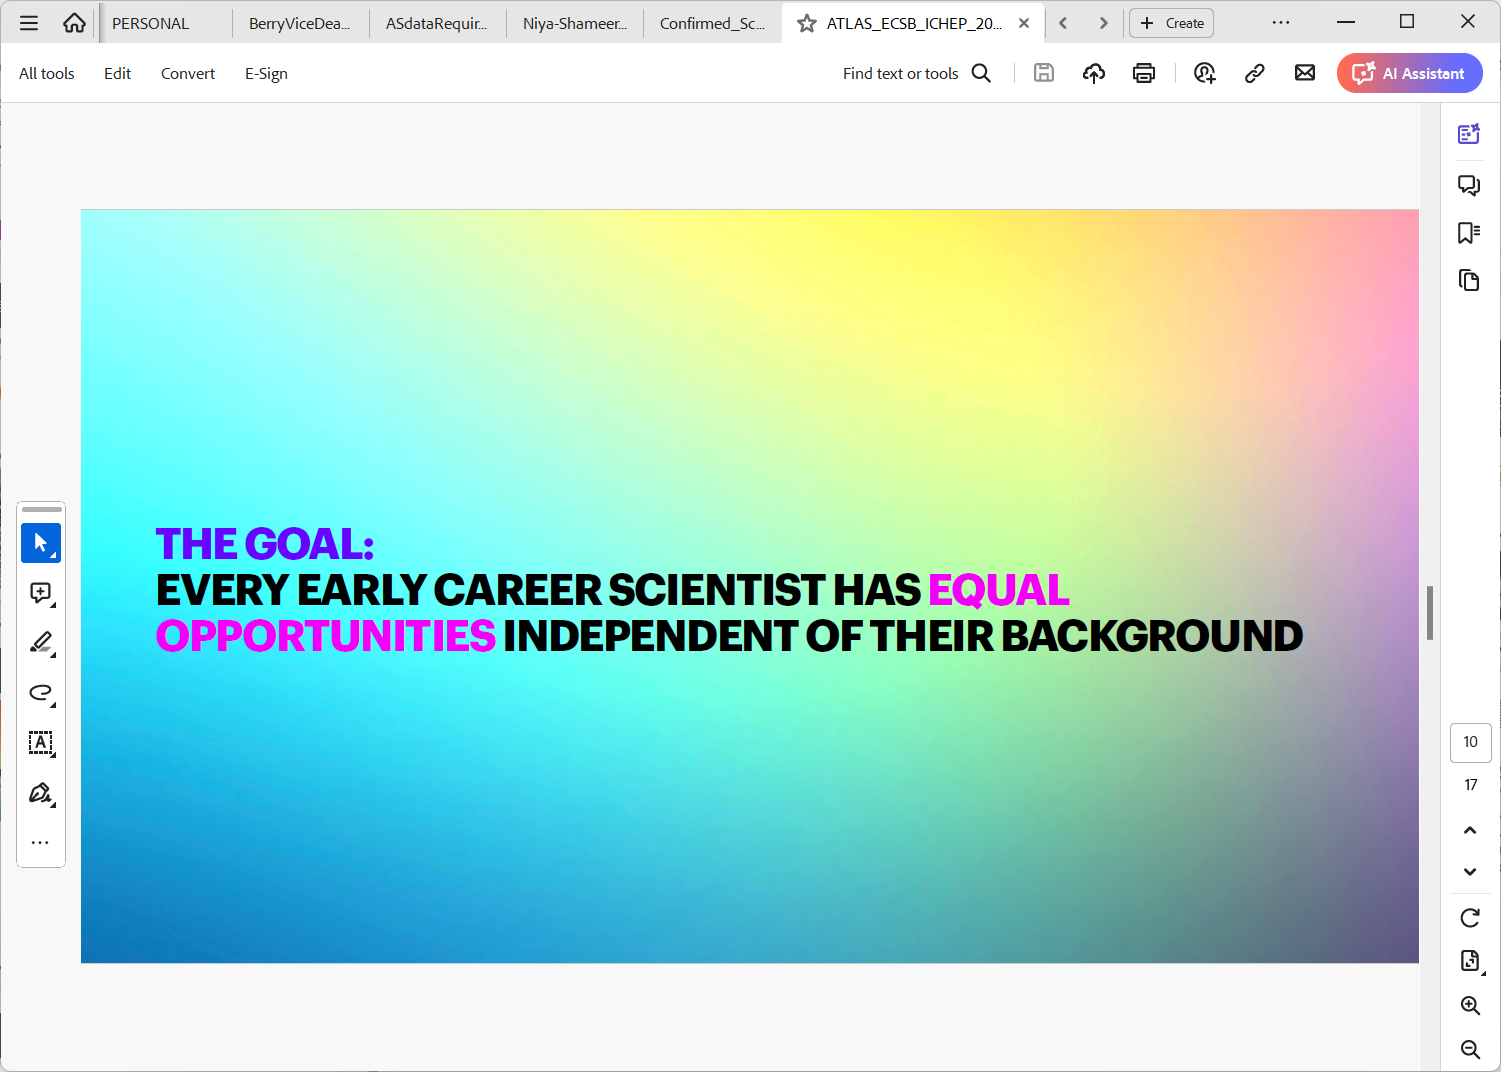 PERSONAL
BerryViceDea...
ASdataRequir...
Niya-Shameer...
Confirmed_Sc...
ATLAS_ECSB_ICHEP_20...
Create
All tools
Edit
Convert
E-Sign
Find text or tools
AI Assistant
THE GOAL:
EVERY EARLY CAREER SCIENTIST HAS EQUAL
OPPORTUNITIES INDEPENDENT OF THEIR BACKGROUND
A
10
17